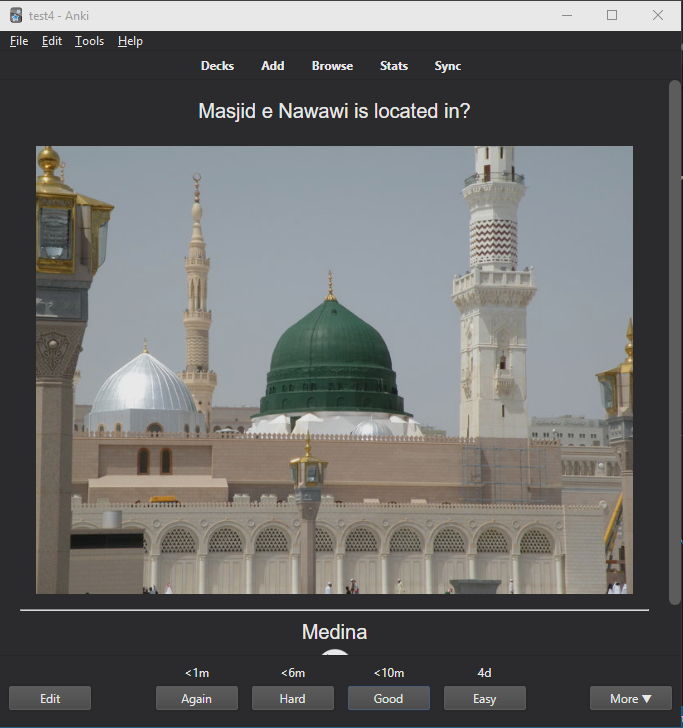 test4 - Anki
File Edit Tools Help
Decks Add Browse Stats Sync
Masjid e Nawawi is located in?
Medina
<1m <6m <10m 4d
Edit Again Hard Good Easy More ▼